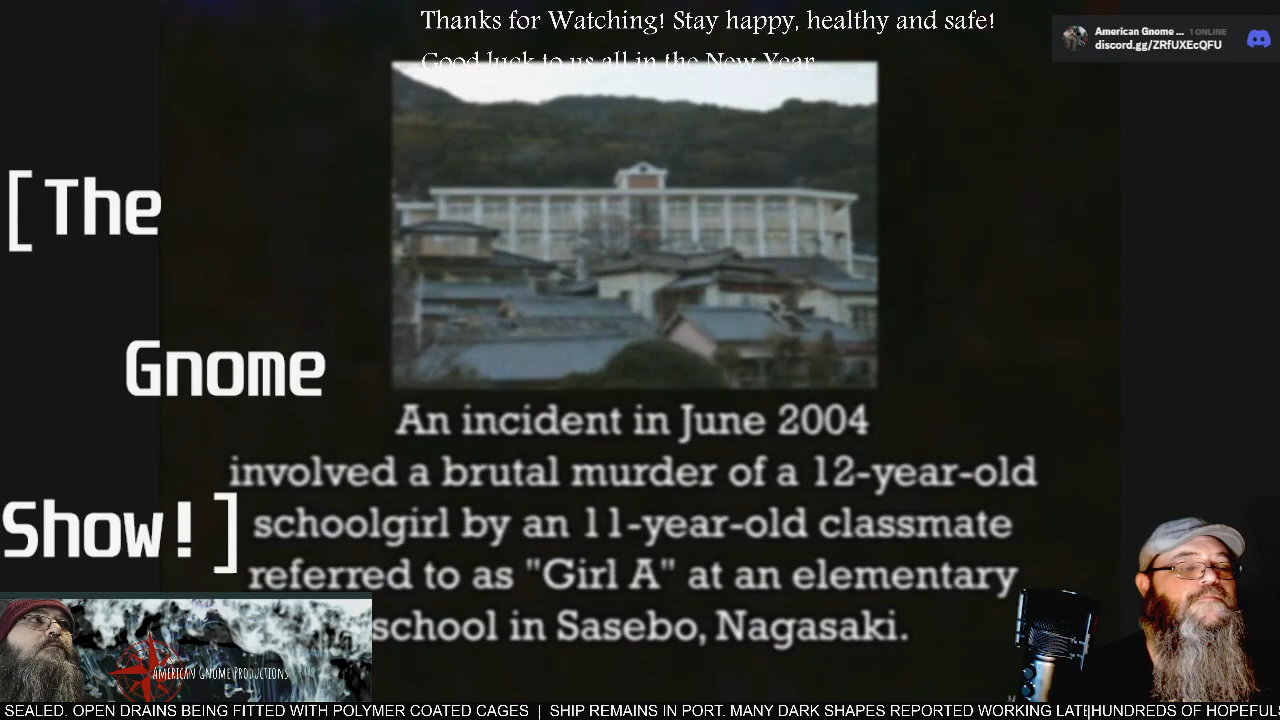 Thanks for Watching! Stay happy, healthy and safe!
Good luck to us all in the New Year
American Gnome ... 1 ONLINE
discord.gg/ZRfUXEcQFU
[The
Gnome
Show!]
An incident in June 2004
involved a brutal murder of a 12-year-old
schoolgirl by an 11-year-old classmate
referred to as "Girl A" at an elementary
school in Sasebo, Nagasaki.
AMERICAN GNOME PRODUCTIONS
SEALED. OPEN DRAINS BEING FITTED WITH POLYMER COATED CAGES | SHIP REMAINS IN PORT. MANY DARK SHAPES REPORTED WORKING LATE|HUNDREDS OF HOPEFULS